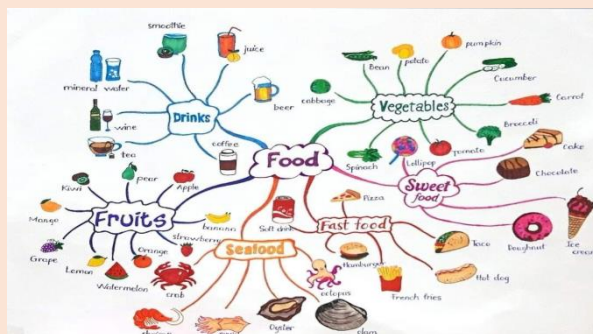 Food
Drinks
smoothie
juice
mineral water
beer
wine
tea
coffee
Vegetables
Bean
potato
pumpkin
Cucumber
Carrot
Broccoli
Tomato
Spinach
cabbage
Sweet food
Lollipop
Cake
Chocolate
Ice cream
Doughnut
Fast food
Pizza
Soft drink
Taco
Hot dog
French fries
Hamburger
Seafood
octopus
clam
Oyster
crab
Fruits
Kiwi
pear
Apple
banana
strawberry
Orange
Watermelon
Lemon
Grape
Mango